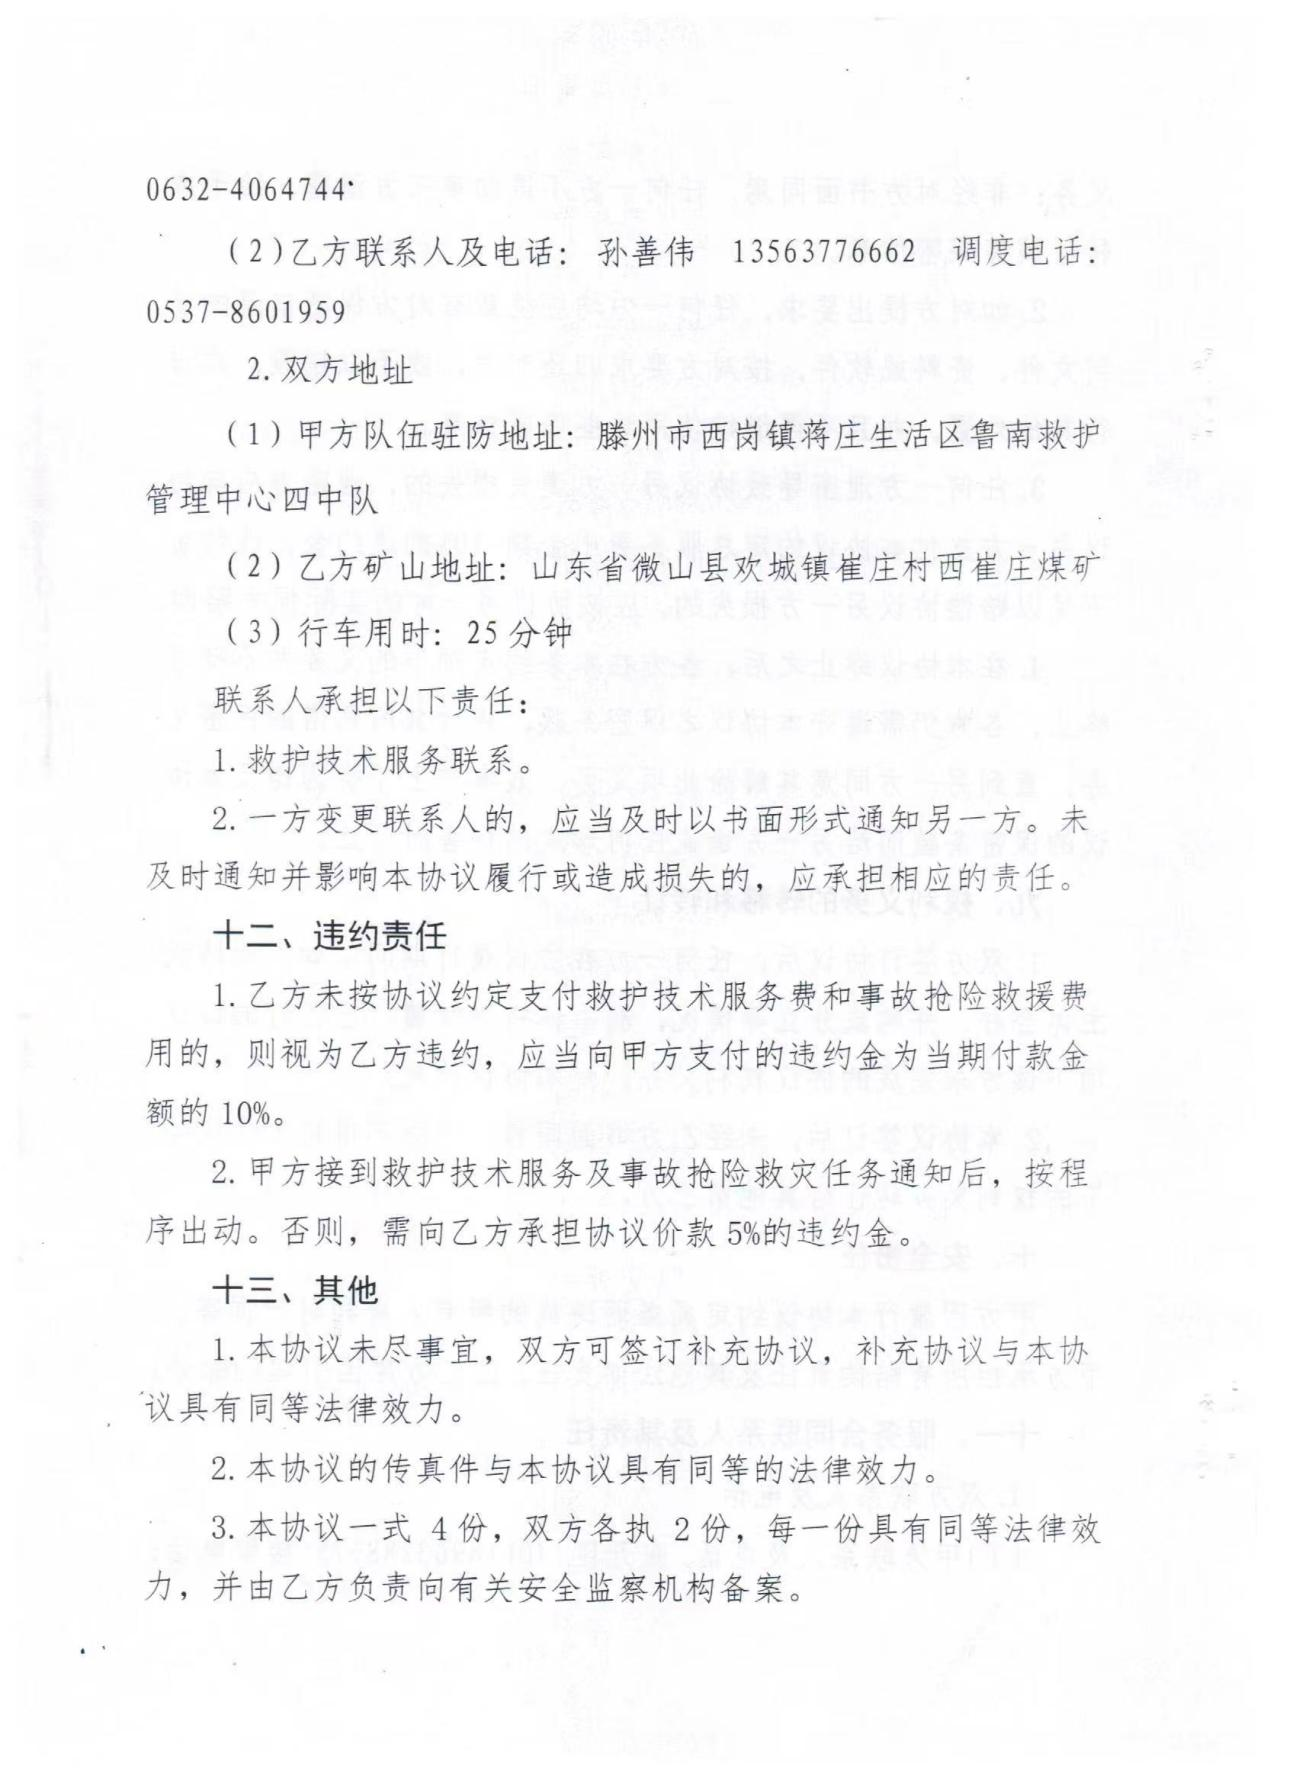 0632-4064744
（2）乙方联系人及电话： 孙善伟 13563776662 调度电话：
0537-8601959
2. 双方地址
（1）甲方队伍驻防地址：滕州市西岗镇蒋庄生活区鲁南救护
管理中心四中队
（2）乙方矿山地址：山东省微山县欢城镇崔庄村西崔庄煤矿
（3）行车用时：25 分钟
联系人承担以下责任：
1. 救护技术服务联系。
2. 一方变更联系人的，应当及时以书面形式通知另一方。未
及时通知并影响本协议履行或造成损失的，应承担相应的责任。
十二、违约责任
1. 乙方未按协议约定支付救护技术服务费和事故抢险救援费
用的，则视为乙方违约，应当向甲方支付的违约金为当期付款金
额的 10%。
2. 甲方接到救护技术服务及事故抢险救灾任务通知后，按程
序出动。否则，需向乙方承担协议价款 5%的违约金。
十三、其他
1. 本协议未尽事宜，双方可签订补充协议，补充协议与本协
议具有同等法律效力。
2. 本协议的传真件与本协议具有同等的法律效力。
3. 本协议一式 4 份，双方各执 2 份，每一份具有同等法律效
力，并由乙方负责向有关安全监察机构备案。